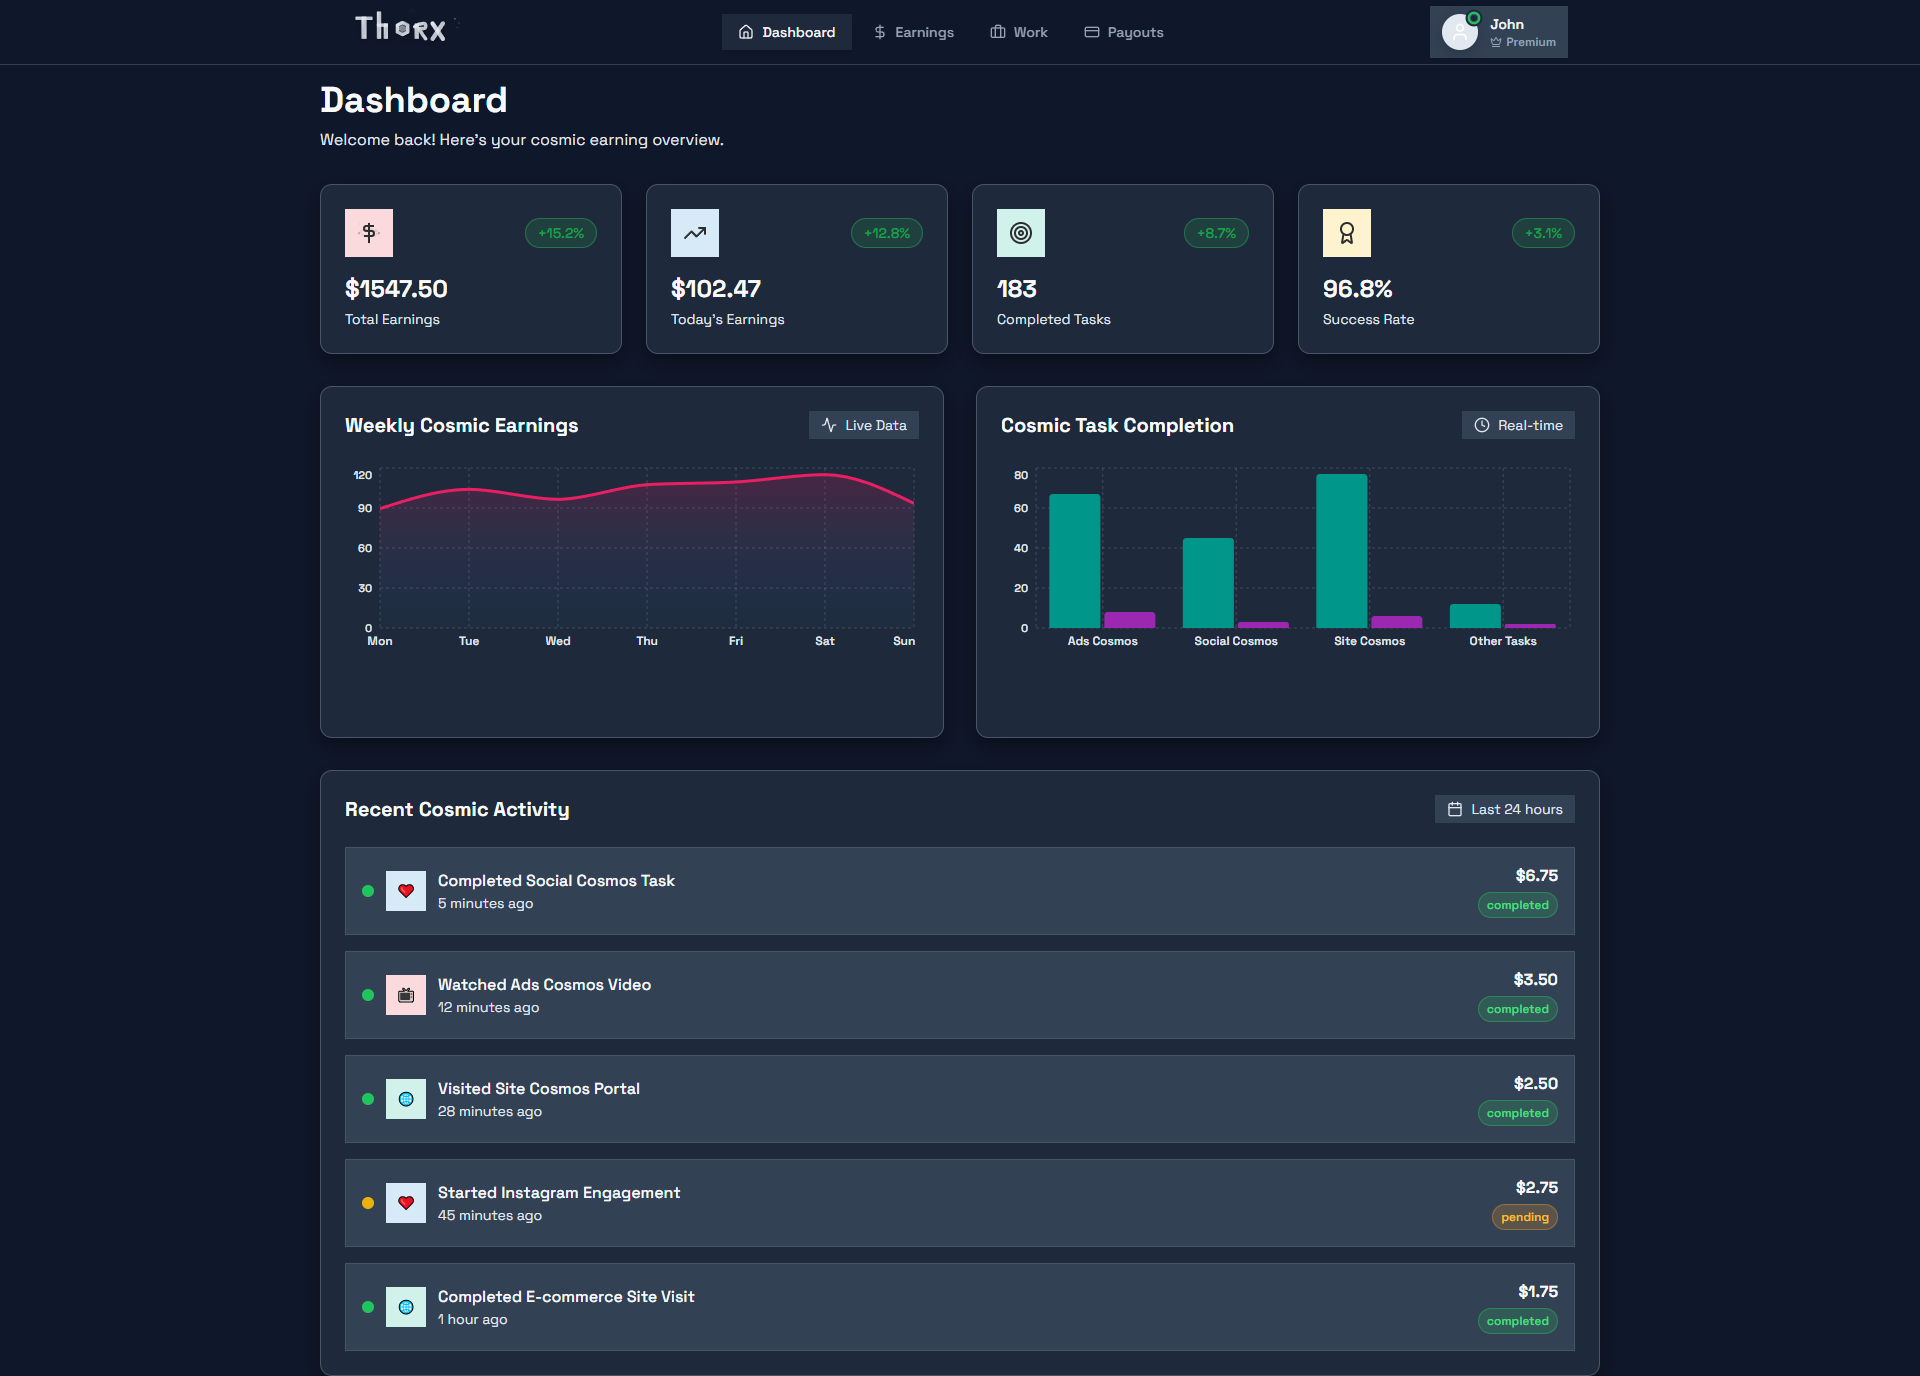 Thorx
Dashboard
Earnings
Work
Payouts
John
Premium
Dashboard
Welcome back! Here's your cosmic earning overview.
+15.2%
$1547.50
Total Earnings
+12.8%
$102.47
Today's Earnings
+8.7%
183
Completed Tasks
+3.1%
96.8%
Success Rate
Weekly Cosmic Earnings
Live Data
120
90
60
30
0
Mon Tue Wed Thu Fri Sat Sun
Cosmic Task Completion
Real-time
80
60
40
20
0
Ads Cosmos Social Cosmos Site Cosmos Other Tasks
Recent Cosmic Activity
Last 24 hours
Completed Social Cosmos Task
5 minutes ago
$6.75
completed
Watched Ads Cosmos Video
12 minutes ago
$3.50
completed
Visited Site Cosmos Portal
28 minutes ago
$2.50
completed
Started Instagram Engagement
45 minutes ago
$2.75
pending
Completed E-commerce Site Visit
1 hour ago
$1.75
completed